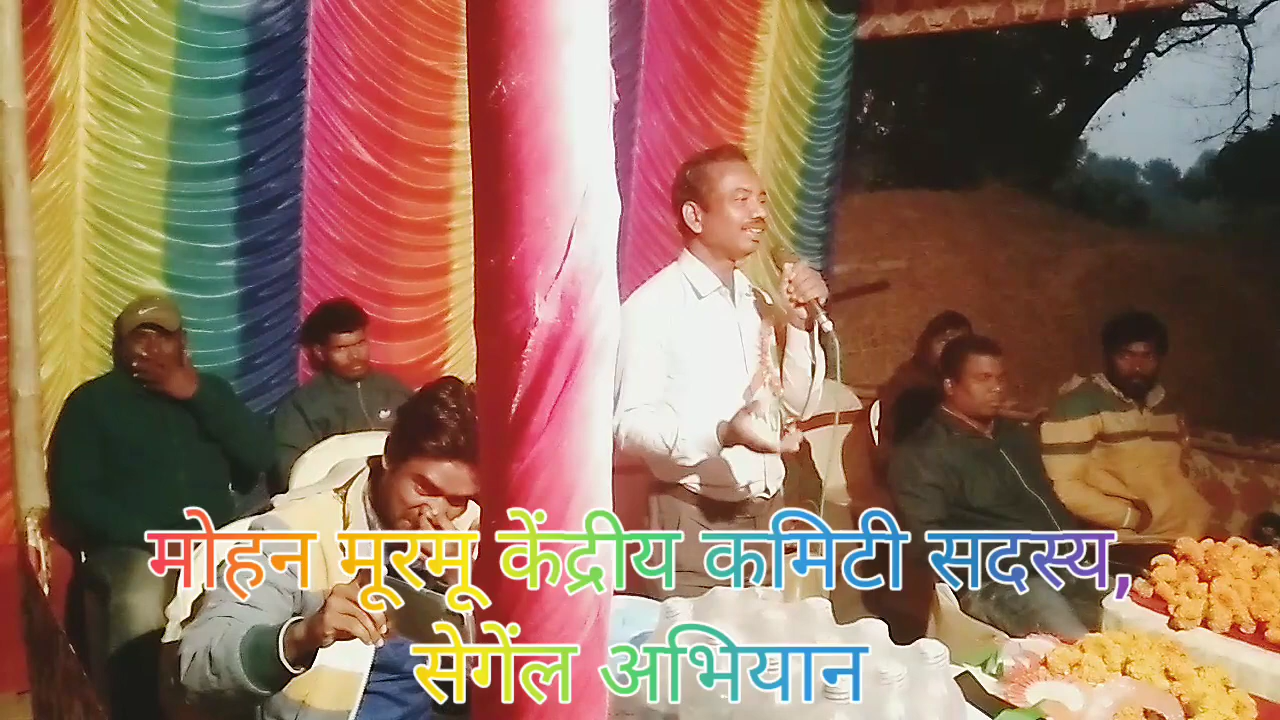 मोहन मूरमू केंद्रीय कमिटी सदस्य,
सेगेंल अभियान